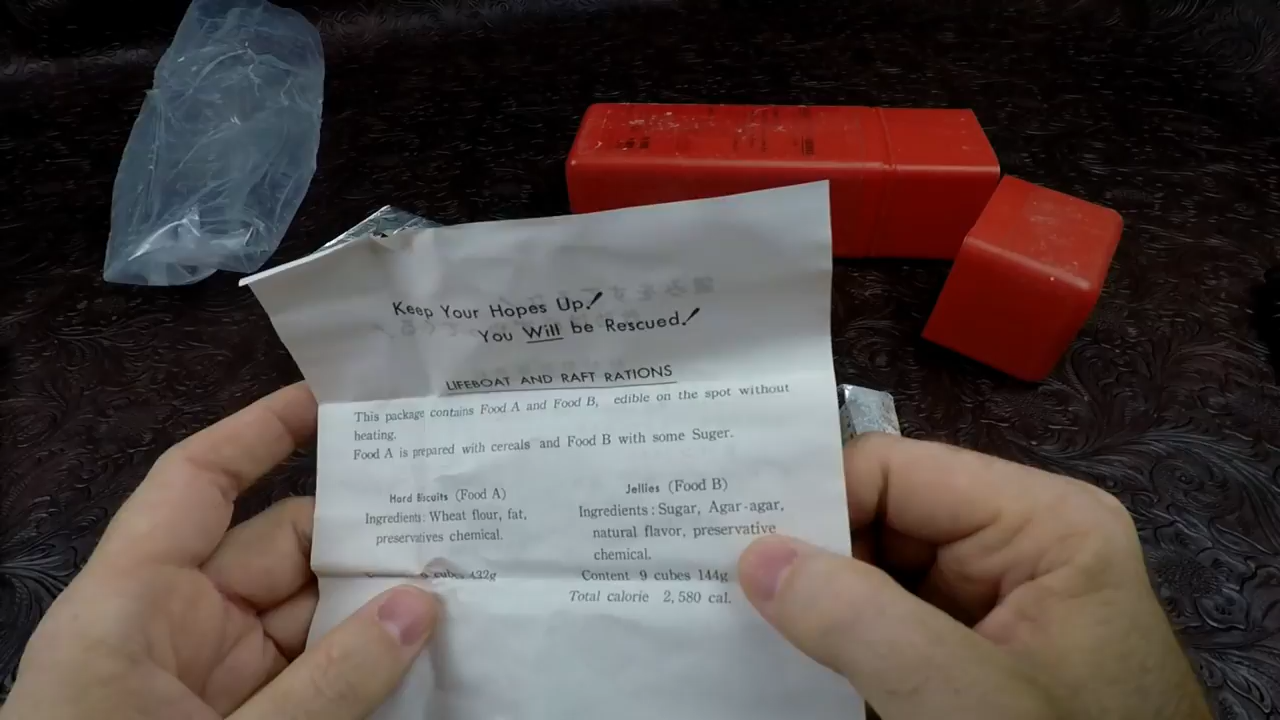 Keep Your Hopes Up!
You Will be Rescued!
LIFEBOAT AND RAFT RATIONS
This package contains Food A and Food B, edible on the spot without
heating.
Food A is prepared with cereals and Food B with some Suger.
Hard Biscuits (Food A)
Ingredients: Wheat flour, fat,
preservatives chemical.
9 cubes 432g
Jellies (Food B)
Ingredients: Sugar, Agar-agar,
natural flavor, preservative
chemical.
Content 9 cubes 144g
Total calorie 2,580 cal.